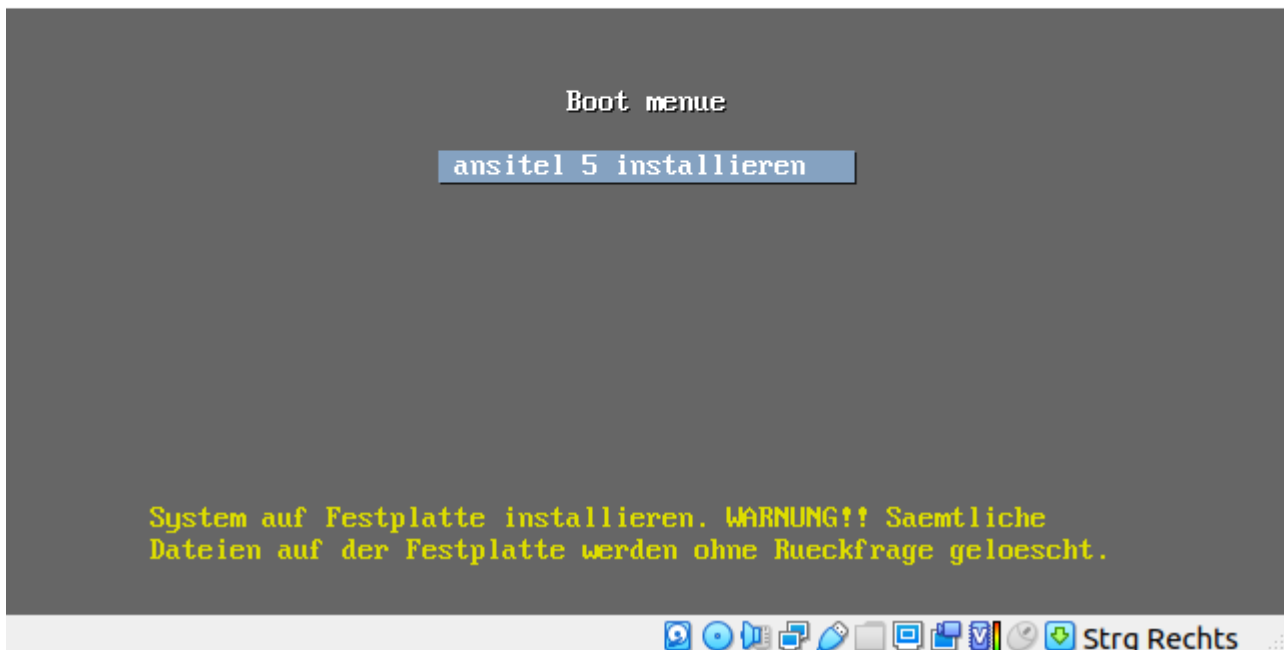 Boot menue
ansitel 5 installieren
System auf Festplatte installieren. WARNUNG!! Saemtliche
Dateien auf der Festplatte werden ohne Rueckfrage geloescht.
Strg Rechts